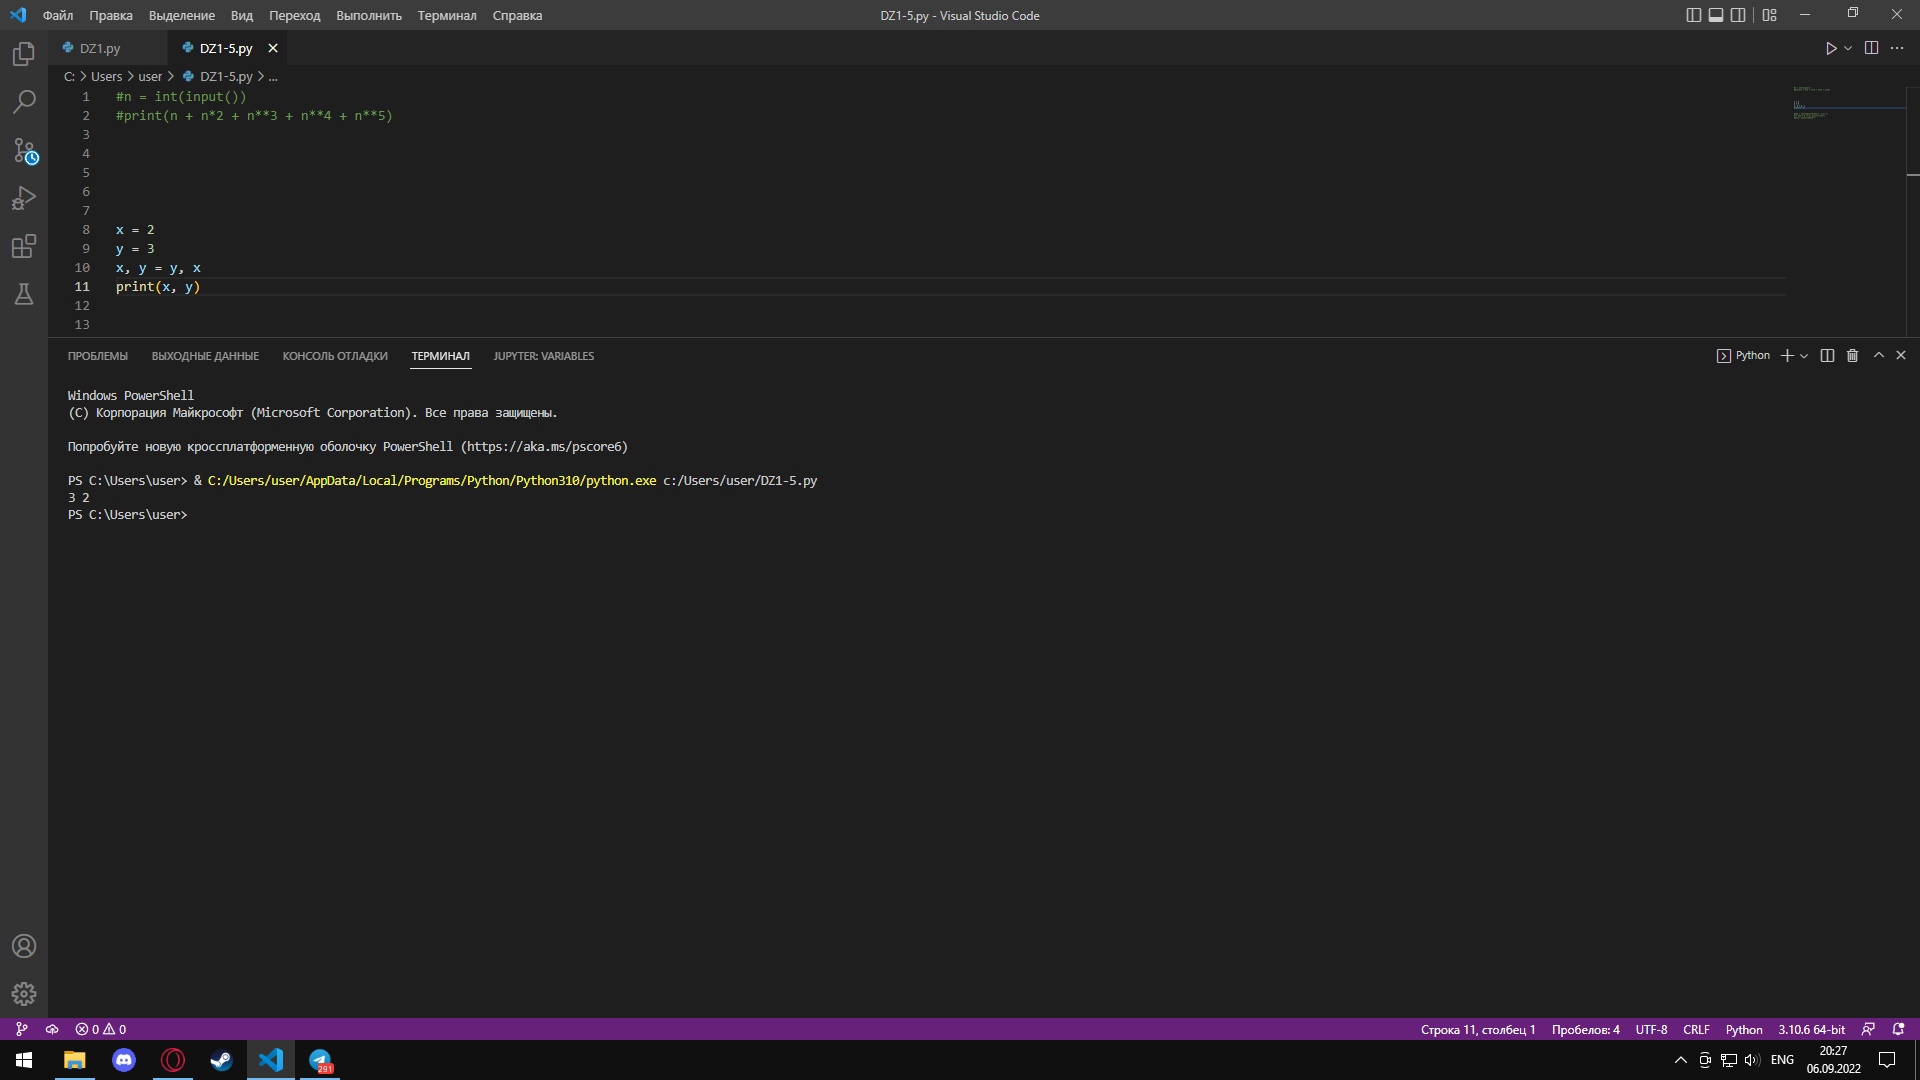 Файл Правка Выделение Вид Переход Выполнить Терминал Справка DZ1-5.py - Visual Studio Code
DZ1.py DZ1-5.py
C: > Users > user > DZ1-5.py > ...
1 #n = int(input())
2 #print(n + n*2 + n**3 + n**4 + n**5)
3
4
5
6
7
8 x = 2
9 y = 3
10 x, y = y, x
11 print(x, y)
12
13
ПРОБЛЕМЫ ВЫХОДНЫЕ ДАННЫЕ КОНСОЛЬ ОТЛАДКИ ТЕРМИНАЛ JUPYTER: VARIABLES Python
Windows PowerShell
(C) Корпорация Майкрософт (Microsoft Corporation). Все права защищены.
Попробуйте новую кроссплатформенную оболочку PowerShell (https://aka.ms/pscore6)
PS C:\Users\user> & C:/Users/user/AppData/Local/Programs/Python/Python310/python.exe c:/Users/user/DZ1-5.py
3 2
PS C:\Users\user>
0 0 Строка 11, столбец 1 Пробелов: 4 UTF-8 CRLF Python 3.10.6 64-bit
291 ENG 20:27
06.09.2022